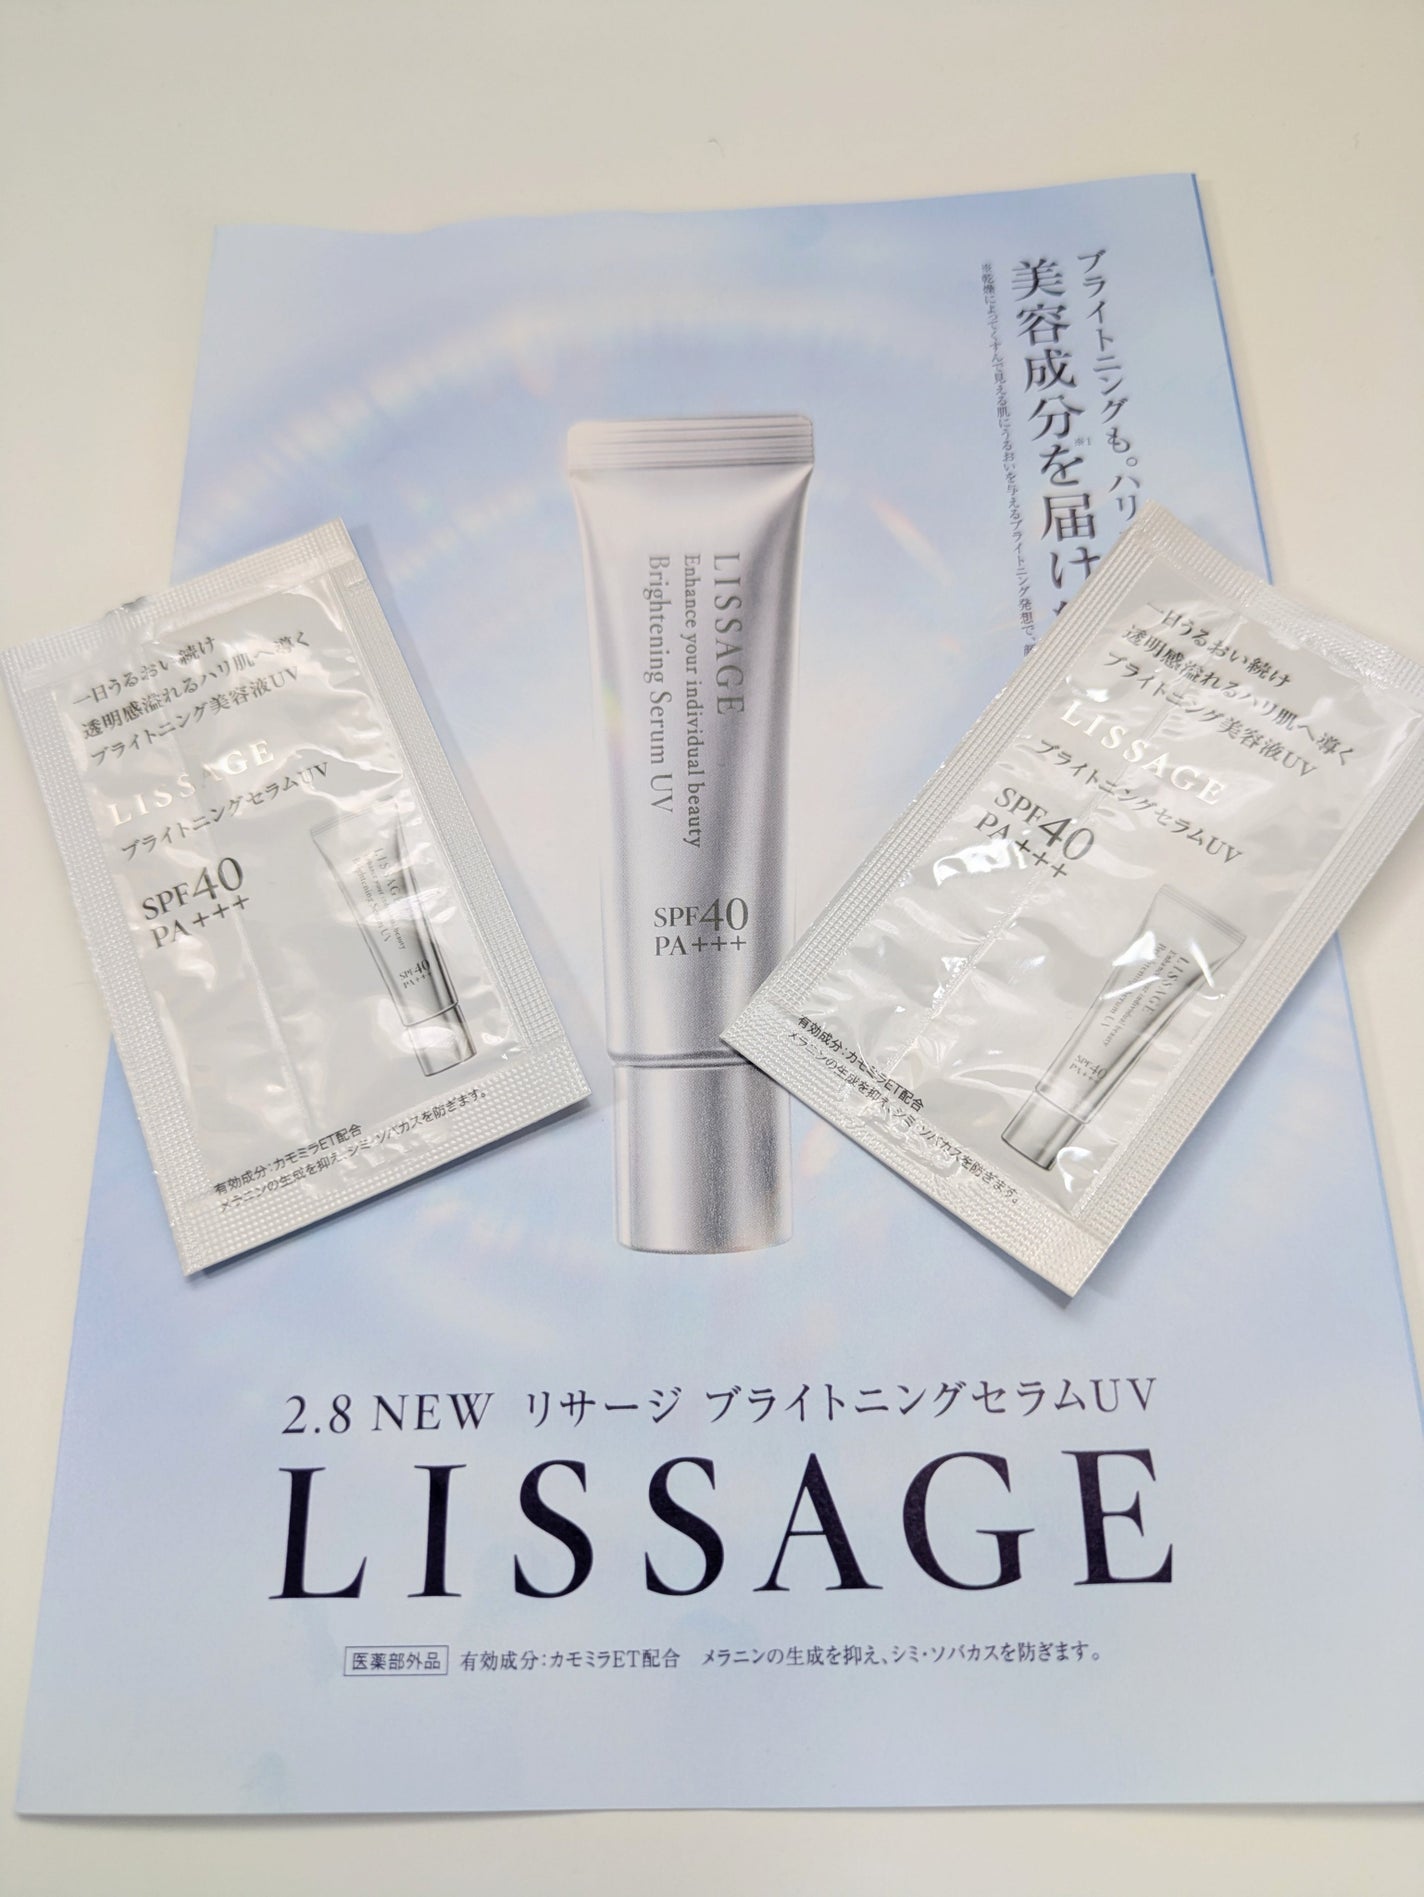 ブライトニングも。ハリ
美容成分を届け
※1
※乾燥によってくすんで見える肌にうるおいを与えるブライトニング発想で、
LISSAGE
Enhance your individual beauty
Brightening Serum UV
SPF40
PA+++
一日うるおい続け
透明感溢れるハリ肌へ導く
ブライトニング美容液UV
LISSAGE
ブライトニングセラムUV
SPF40
PA+++
LISSAGE
SPF40
PA+++
有効成分:カモミラET配合
メラニンの生成を抑え、シミ・ソバカスを防ぎます。
一日うるおい続け
透明感溢れるハリ肌へ導く
ブライトニング美容液UV
LISSAGE
ブライトニングセラムUV
SPF40
PA+++
LISSAGE
SPF40
PA+++
有効成分:カモミラET配合
メラニンの生成を抑え、シミ・ソバカスを防ぎます。
2.8 NEW リサージ ブライトニングセラムUV
LISSAGE
医薬部外品 有効成分:カモミラET配合 メラニンの生成を抑え、シミ・ソバカスを防ぎます。